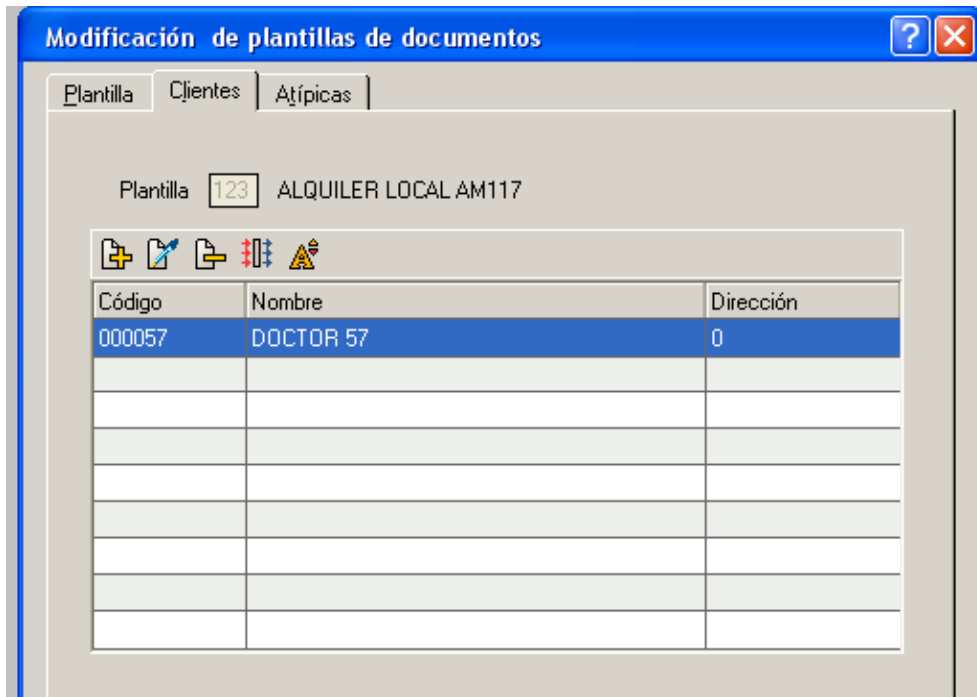 Modificación de plantillas de documentos
Plantilla Clientes Atípicas
Plantilla 123 ALQUILER LOCAL AM117
Código Nombre Dirección
000057 DOCTOR 57 0